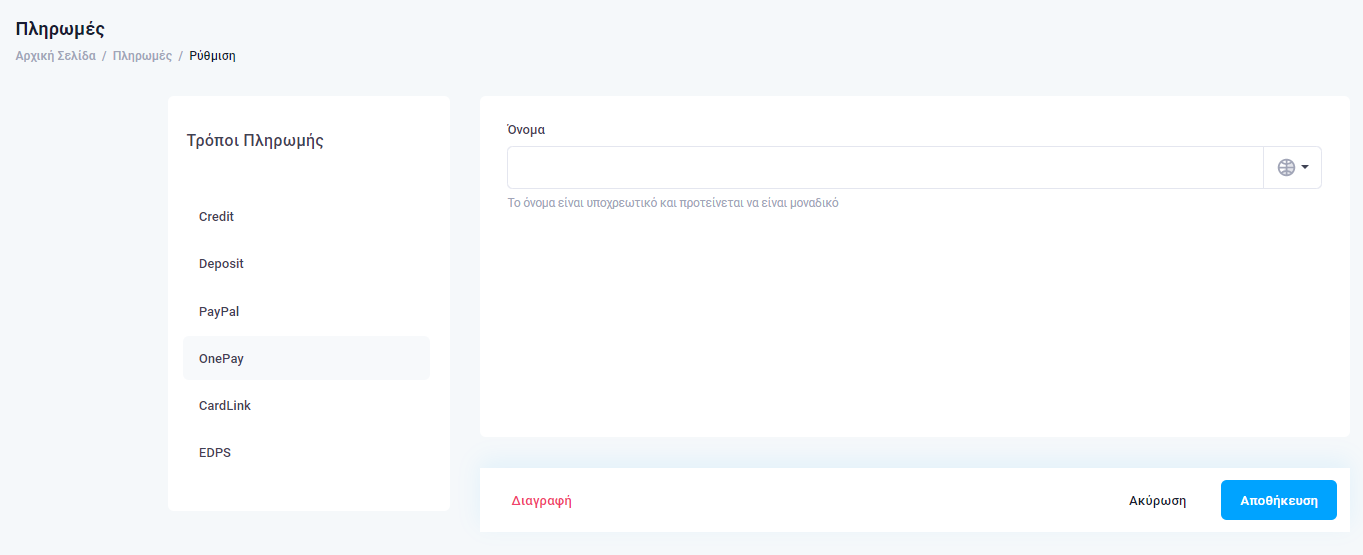 Πληρωμές
Αρχική Σελίδα / Πληρωμές / Ρύθμιση
Τρόποι Πληρωμής
Credit
Deposit
PayPal
OnePay
CardLink
EDPS
Όνομα
Το όνομα είναι υποχρεωτικό και προτείνεται να είναι μοναδικό
Διαγραφή
Ακύρωση
Αποθήκευση